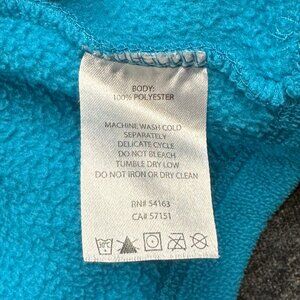 BODY:
100% POLYESTER
MACHINE WASH COLD
SEPARATELY
DELICATE CYCLE
DO NOT BLEACH
TUMBLE DRY LOW
DO NOT IRON OR DRY CLEAN
RN# 54163
CA# 57151